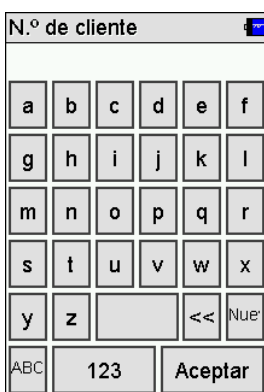 N.º de cliente
a b c d e f
g h i j k l
m n o p q r
s t u v w x
y z << Nue
ABC 123 Aceptar